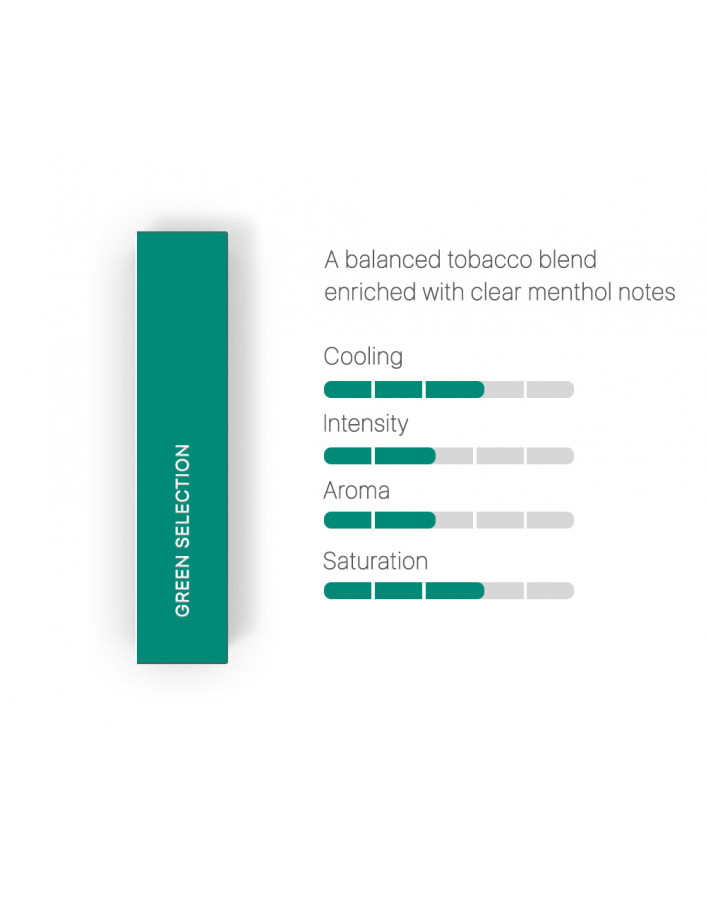 GREEN SELECTION
A balanced tobacco blend
enriched with clear menthol notes
Cooling
Intensity
Aroma
Saturation